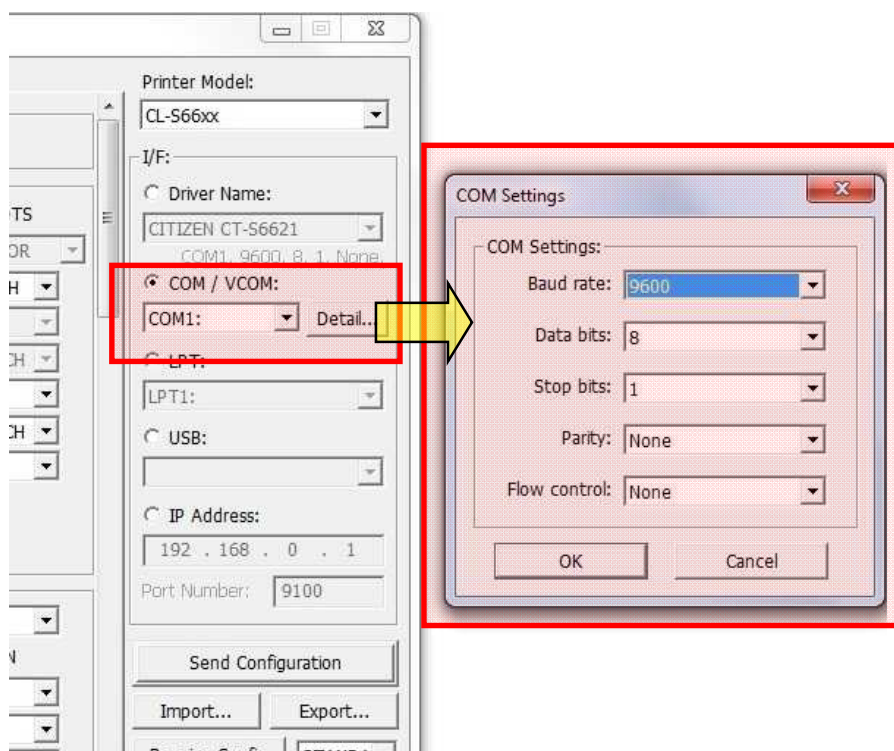 Printer Model:
CL-S66xx
I/F:
Driver Name:
TS
CITIZEN CT-S6621
OR
COM1, 9600, 8, 1, None,
H
COM / VCOM:
COM1:
Detail...
CH
LPT:
LPT1:
CH
USB:
IP Address:
192 . 168 . 0 . 1
Port Number:
9100
N
Send Configuration
Import...
Export...
COM Settings
COM Settings:
Baud rate: 9600
Data bits: 8
Stop bits: 1
Parity: None
Flow control: None
OK
Cancel